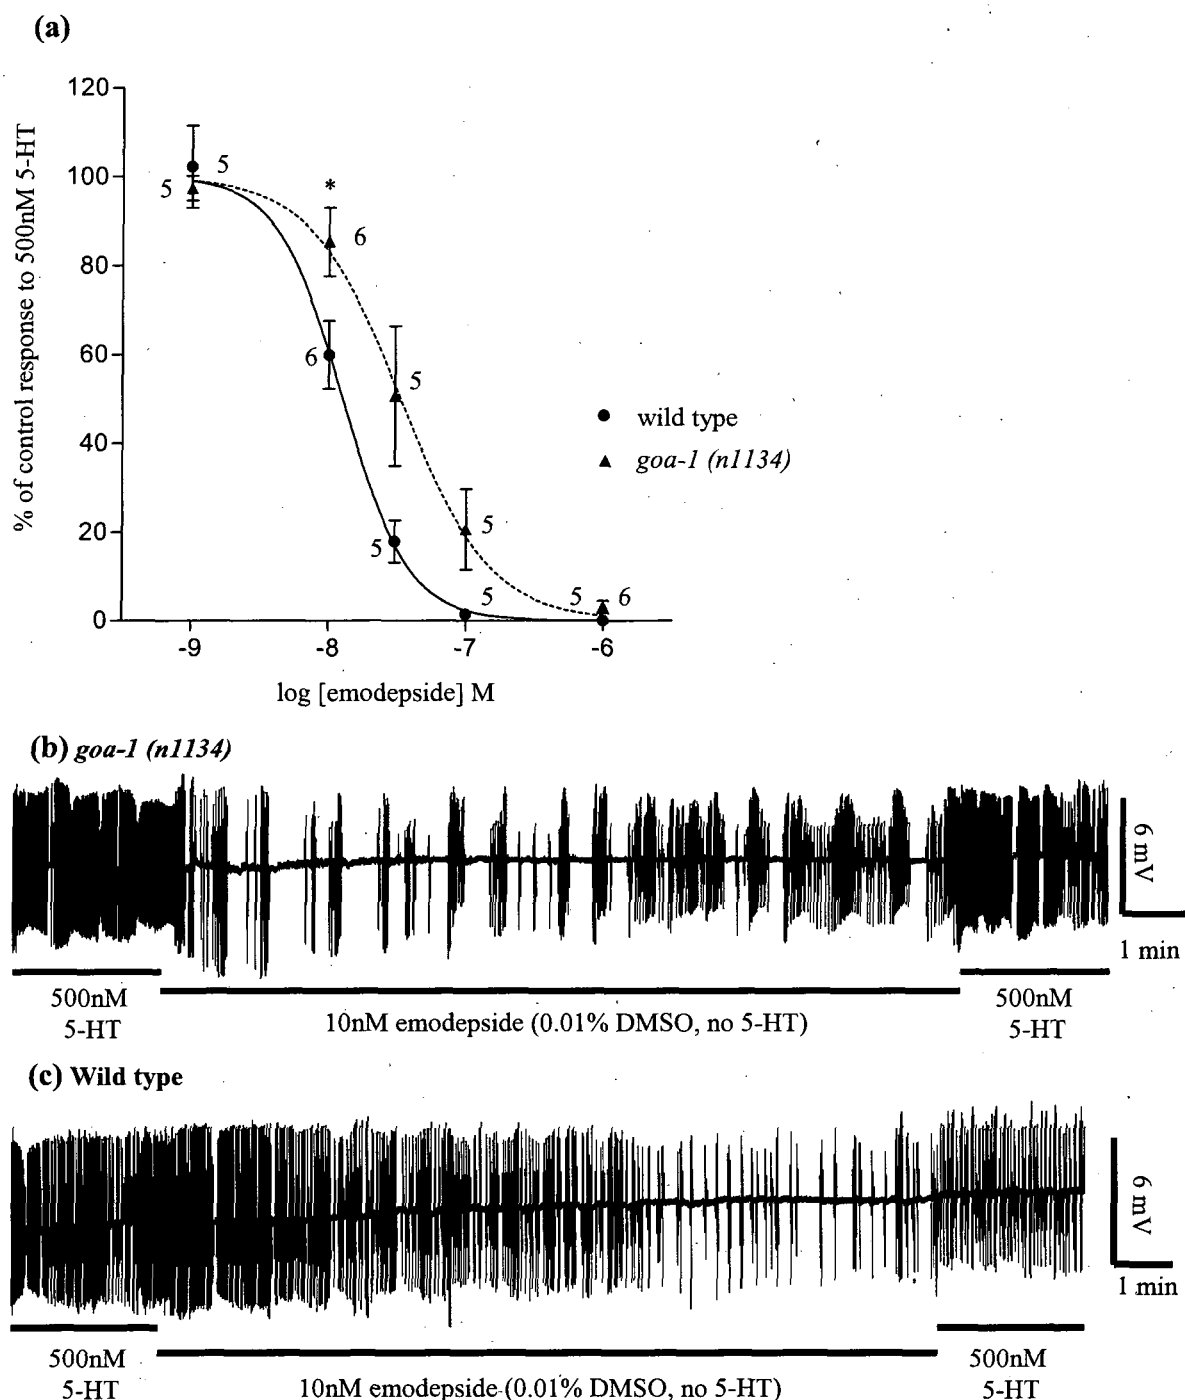 (a)
120
100
80
60
40
20
0
% of control response to 500nM 5-HT
5
5
*
6
6
5
5
5
5
5
6
wild type
goa-1 (n1134)
-9
-8
-7
-6
log [emodepside] M
(b) goa-1 (n1134)
6 mV
1 min
500nM
5-HT
10nM emodepside (0.01% DMSO, no 5-HT)
500nM
5-HT
(c) Wild type
6 mV
1 min
500nM
5-HT
10nM emodepside (0.01% DMSO, no 5-HT)
500nM
5-HT